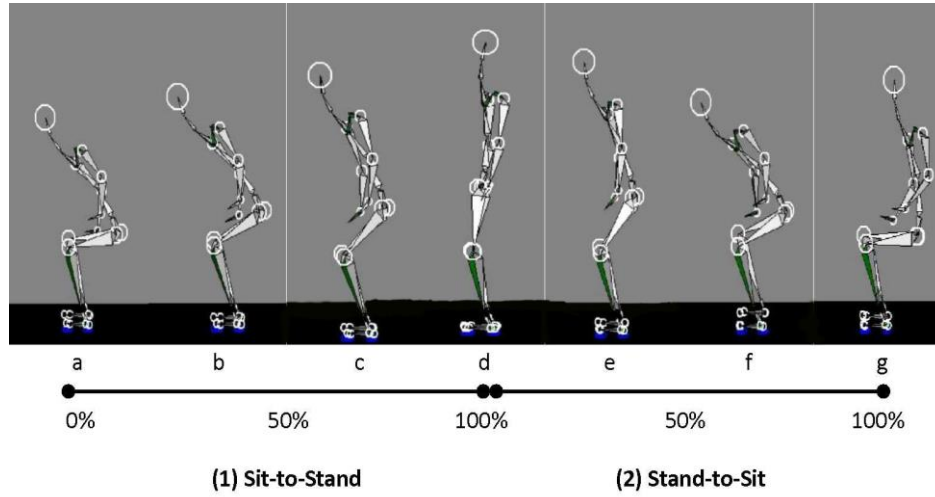 a b c d e f g
0% 50% 100% 50% 100%
(1) Sit-to-Stand (2) Stand-to-Sit